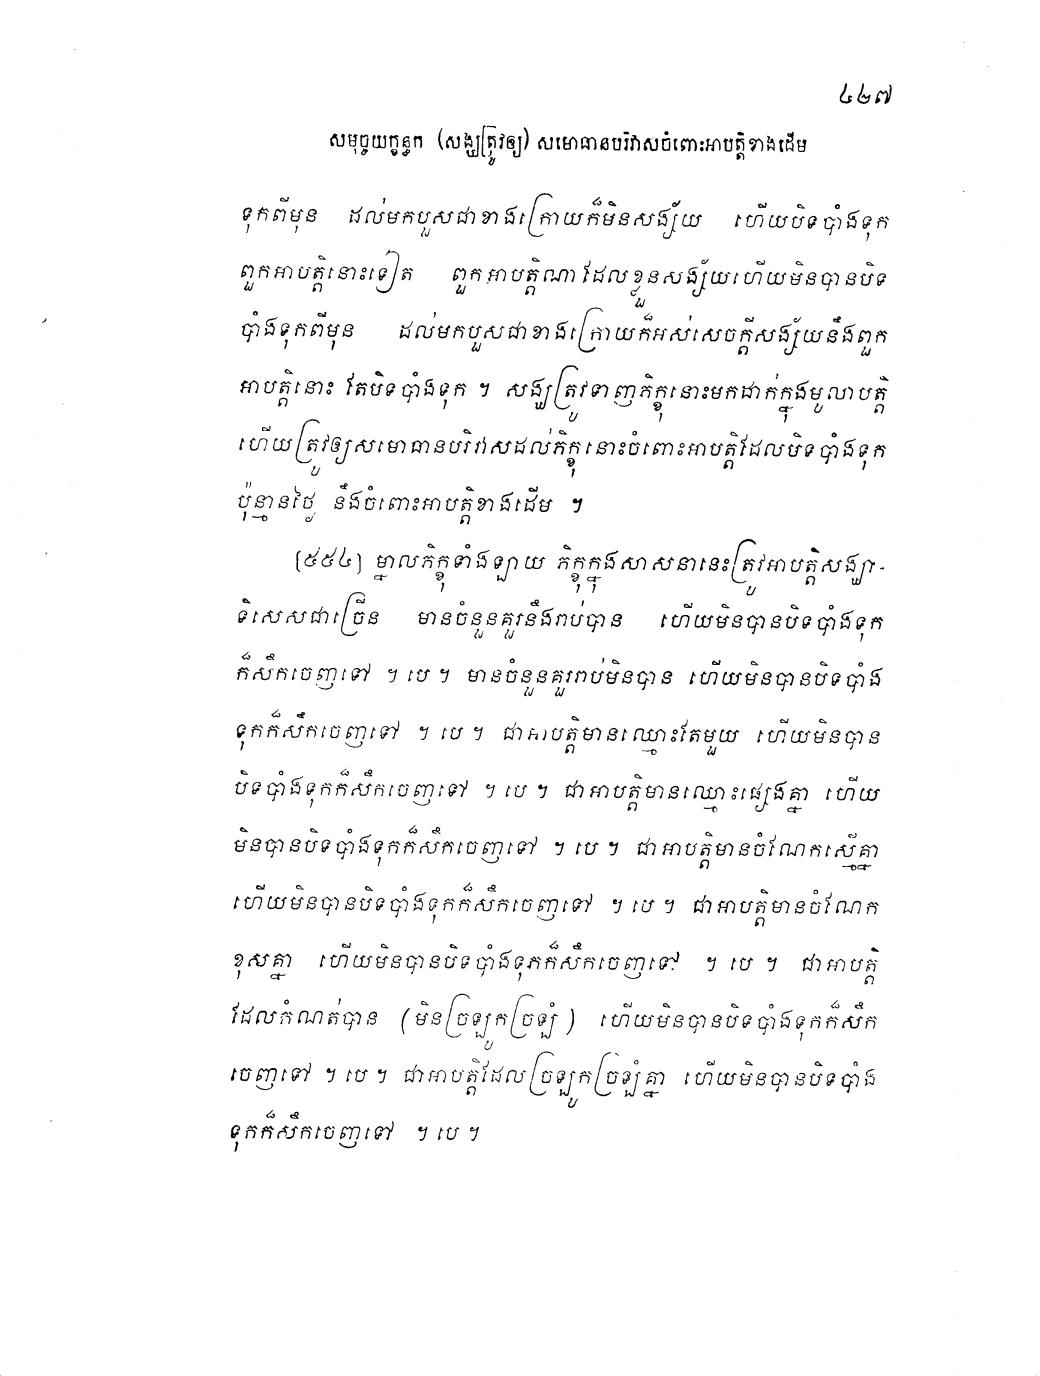 ៤២៧
សមុច្ចយក្ខន្ធក (សង្ឃត្រូវឲ្យ) សមោធានបរិវាសចំពោះអាបត្តិខាងដើម
ទុកពីមុន ដល់មកបួសជាខាងក្រោយក៏មិនសង្ស័យ ហើយបិទបាំងទុក
ពួកអាបត្តិនោះទៀត ពួកអាបត្តិណាដែលខ្លួនសង្ស័យហើយមិនបានបិទ
បាំងទុកពីមុន ដល់មកបួសជាខាងក្រោយក៏អស់សេចក្តីសង្ស័យនឹងពួក
អាបត្តិនោះ តែបិទបាំងទុក ។ សង្ឃត្រូវទាញភិក្ខុនោះមកដាក់ក្នុងមូលាបត្តិ
ហើយត្រូវឲ្យសមោធានបរិវាសដល់ភិក្ខុនោះចំពោះអាបត្តិដែលបិទបាំងទុក
ប៉ុន្មានថ្ងៃ នឹងចំពោះអាបត្តិខាងដើម ។
(៥៥៤) ម្នាលភិក្ខុទាំងឡាយ ភិក្ខុក្នុងសាសនានេះត្រូវអាបត្តិសង្ឃា-
ទិសេសជាច្រើន មានចំនួនគួរនឹងរាប់បាន ហើយមិនបានបិទបាំងទុក
ក៏សឹកចេញទៅ ។ បេ ។ មានចំនួនគួររាប់មិនបាន ហើយមិនបានបិទបាំង
ទុកក៏សឹកចេញទៅ ។ បេ ។ ជាអាបត្តិមានឈ្មោះតែមួយ ហើយមិនបាន
បិទបាំងទុកក៏សឹកចេញទៅ ។ បេ ។ ជាអាបត្តិមានឈ្មោះផ្សេងគ្នា ហើយ
មិនបានបិទបាំងទុកក៏សឹកចេញទៅ ។ បេ ។ ជាអាបត្តិមានចំណែកស្មើគ្នា
ហើយមិនបានបិទបាំងទុកក៏សឹកចេញទៅ ។ បេ ។ ជាអាបត្តិមានចំណែក
ខុសគ្នា ហើយមិនបានបិទបាំងទុកក៏សឹកចេញទៅ ។ បេ ។ ជាអាបត្តិ
ដែលកំណត់បាន (មិនច្រឡូកច្រឡំ) ហើយមិនបានបិទបាំងទុកក៏សឹក
ចេញទៅ ។ បេ ។ ជាអាបត្តិដែលច្រឡូកច្រឡំគ្នា ហើយមិនបានបិទបាំង
ទុកក៏សឹកចេញទៅ ។ បេ ។